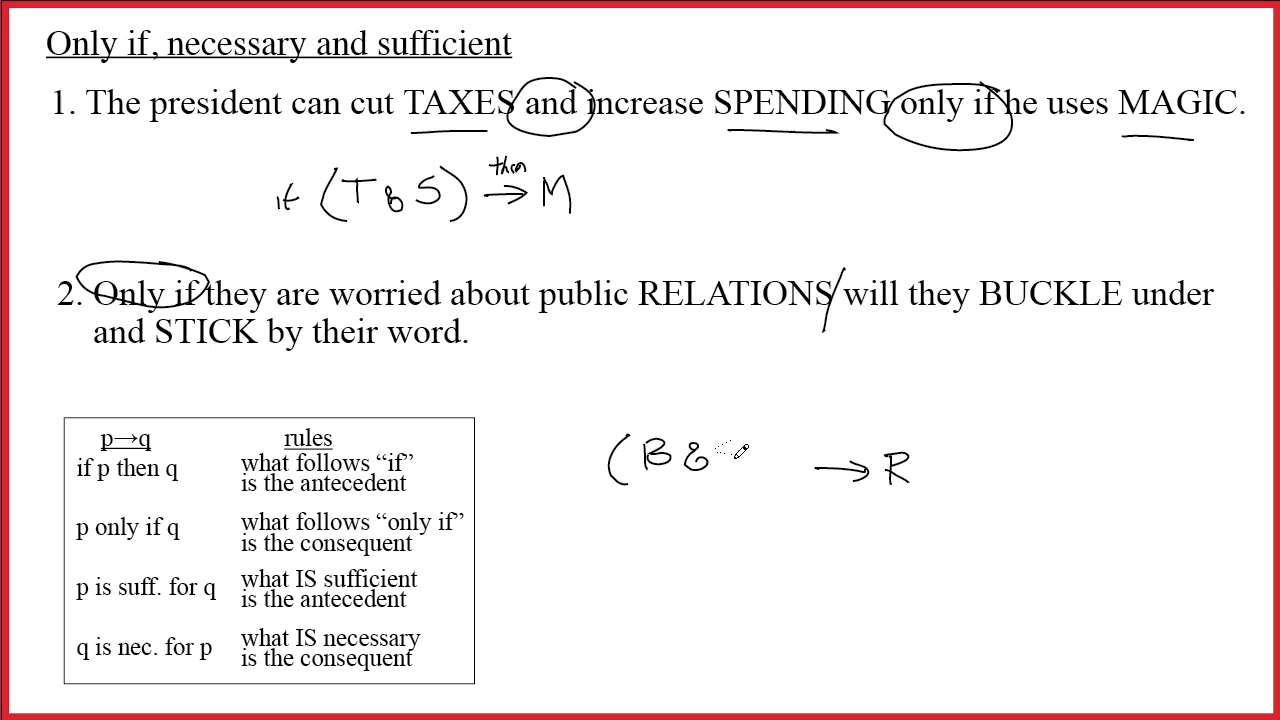 Only if, necessary and sufficient
1. The president can cut TAXES and increase SPENDING only if he uses MAGIC.
then
if (T & S) → M
2. Only if they are worried about public RELATIONS/will they BUCKLE under
and STICK by their word.
p→q rules
if p then q what follows “if”
is the antecedent
p only if q what follows “only if”
is the consequent
p is suff. for q what IS sufficient
is the antecedent
q is nec. for p what IS necessary
is the consequent
(B & → R